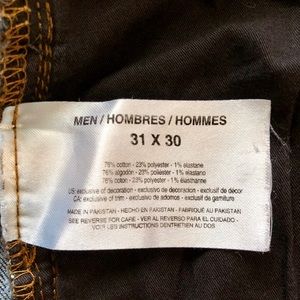 MEN / HOMBRES / HOMMES
31 X 30
76% cotton - 23% polyester - 1% elastane
76% algodón - 23% poliéster - 1% elastano
76% coton - 23% polyester - 1% élasthanne
US: exclusive of decoration - exclusivo de decoración - exclusif de décor
CA: exclusive of trim - exclusivo de adornos - exclusif de garniture
MADE IN PAKISTAN - HECHO EN PAKISTÁN - FABRIQUÉ AU PAKISTAN
SEE REVERSE FOR CARE - VER AL REVERSO PARA EL CUIDADO
VOIR LES INSTRUCTIONS D'ENTRETIEN AU DOS